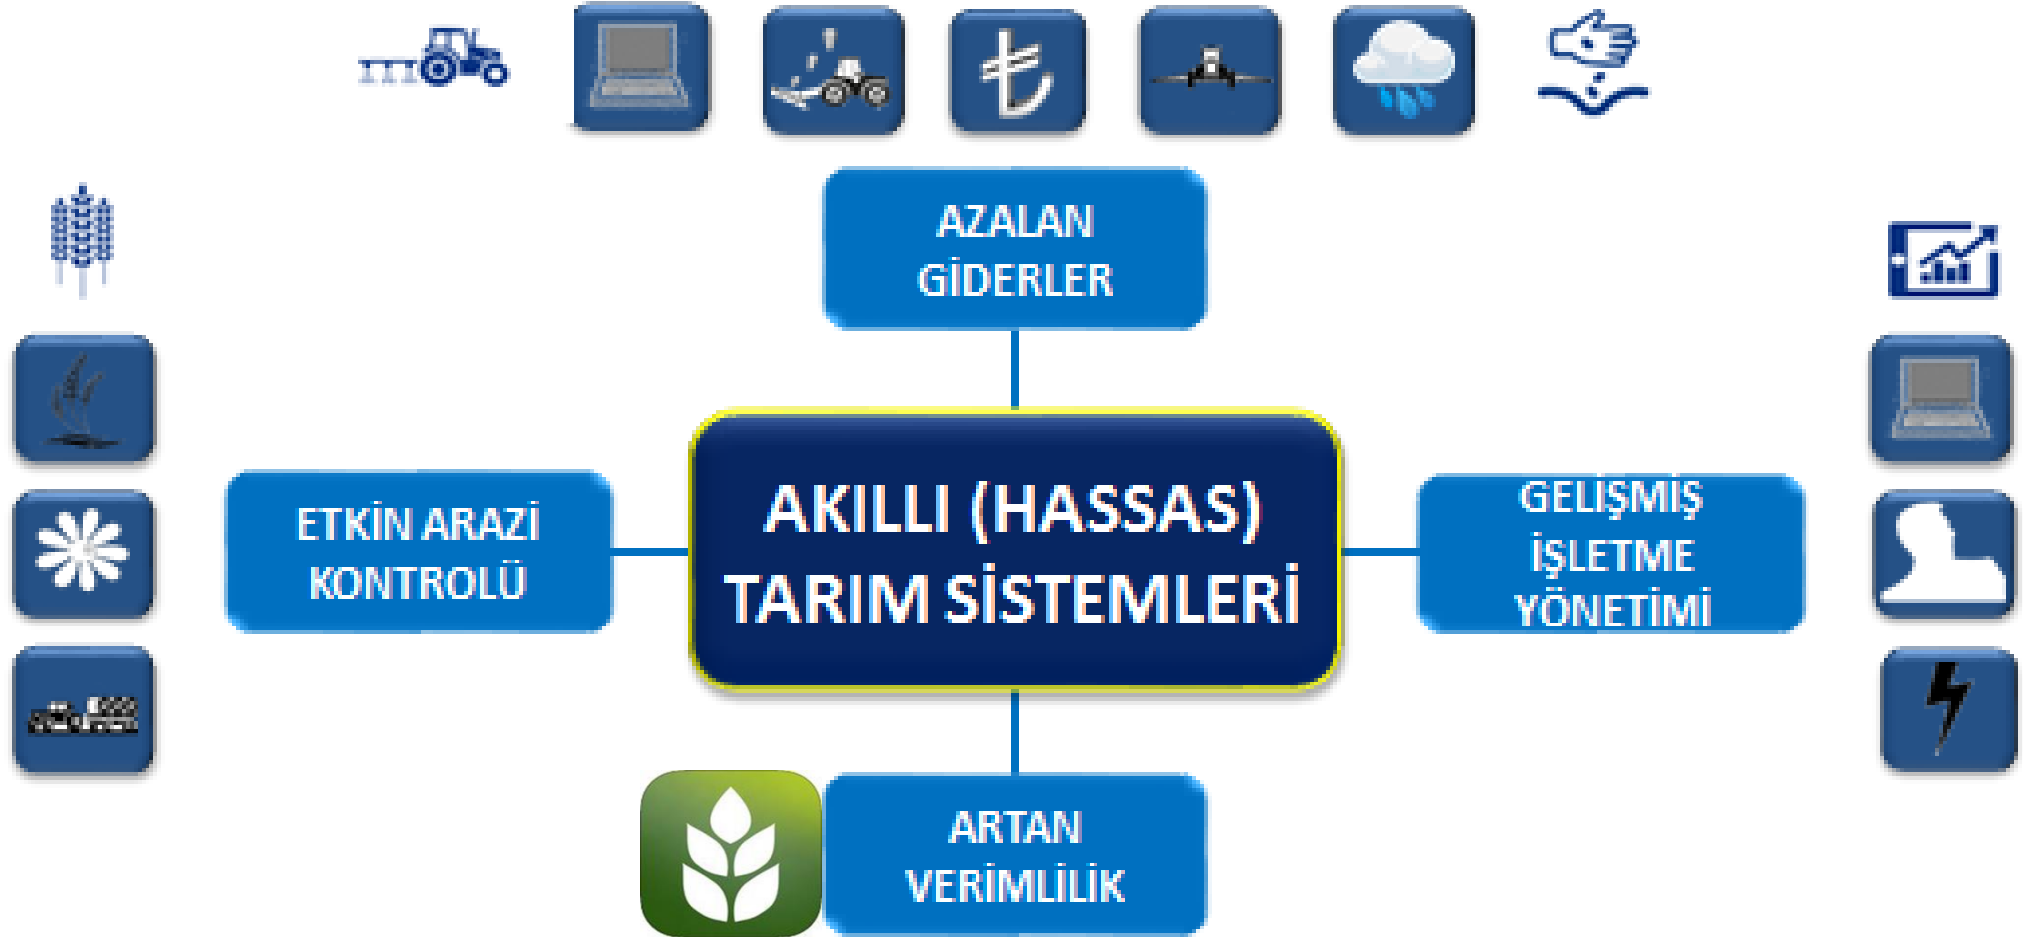 AZALAN
GİDERLER
ETKİN ARAZİ
KONTROLÜ
AKILLI (HASSAS)
TARIM SİSTEMLERİ
GELİŞMİŞ
İŞLETME
YÖNETİMİ
ARTAN
VERİMLİLİK